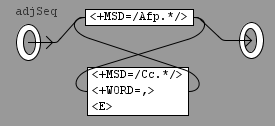 adjSeq
<+MSD=/Afp.*/>
<+MSD=/Cc.*/>
<+WORD=,>
<E>